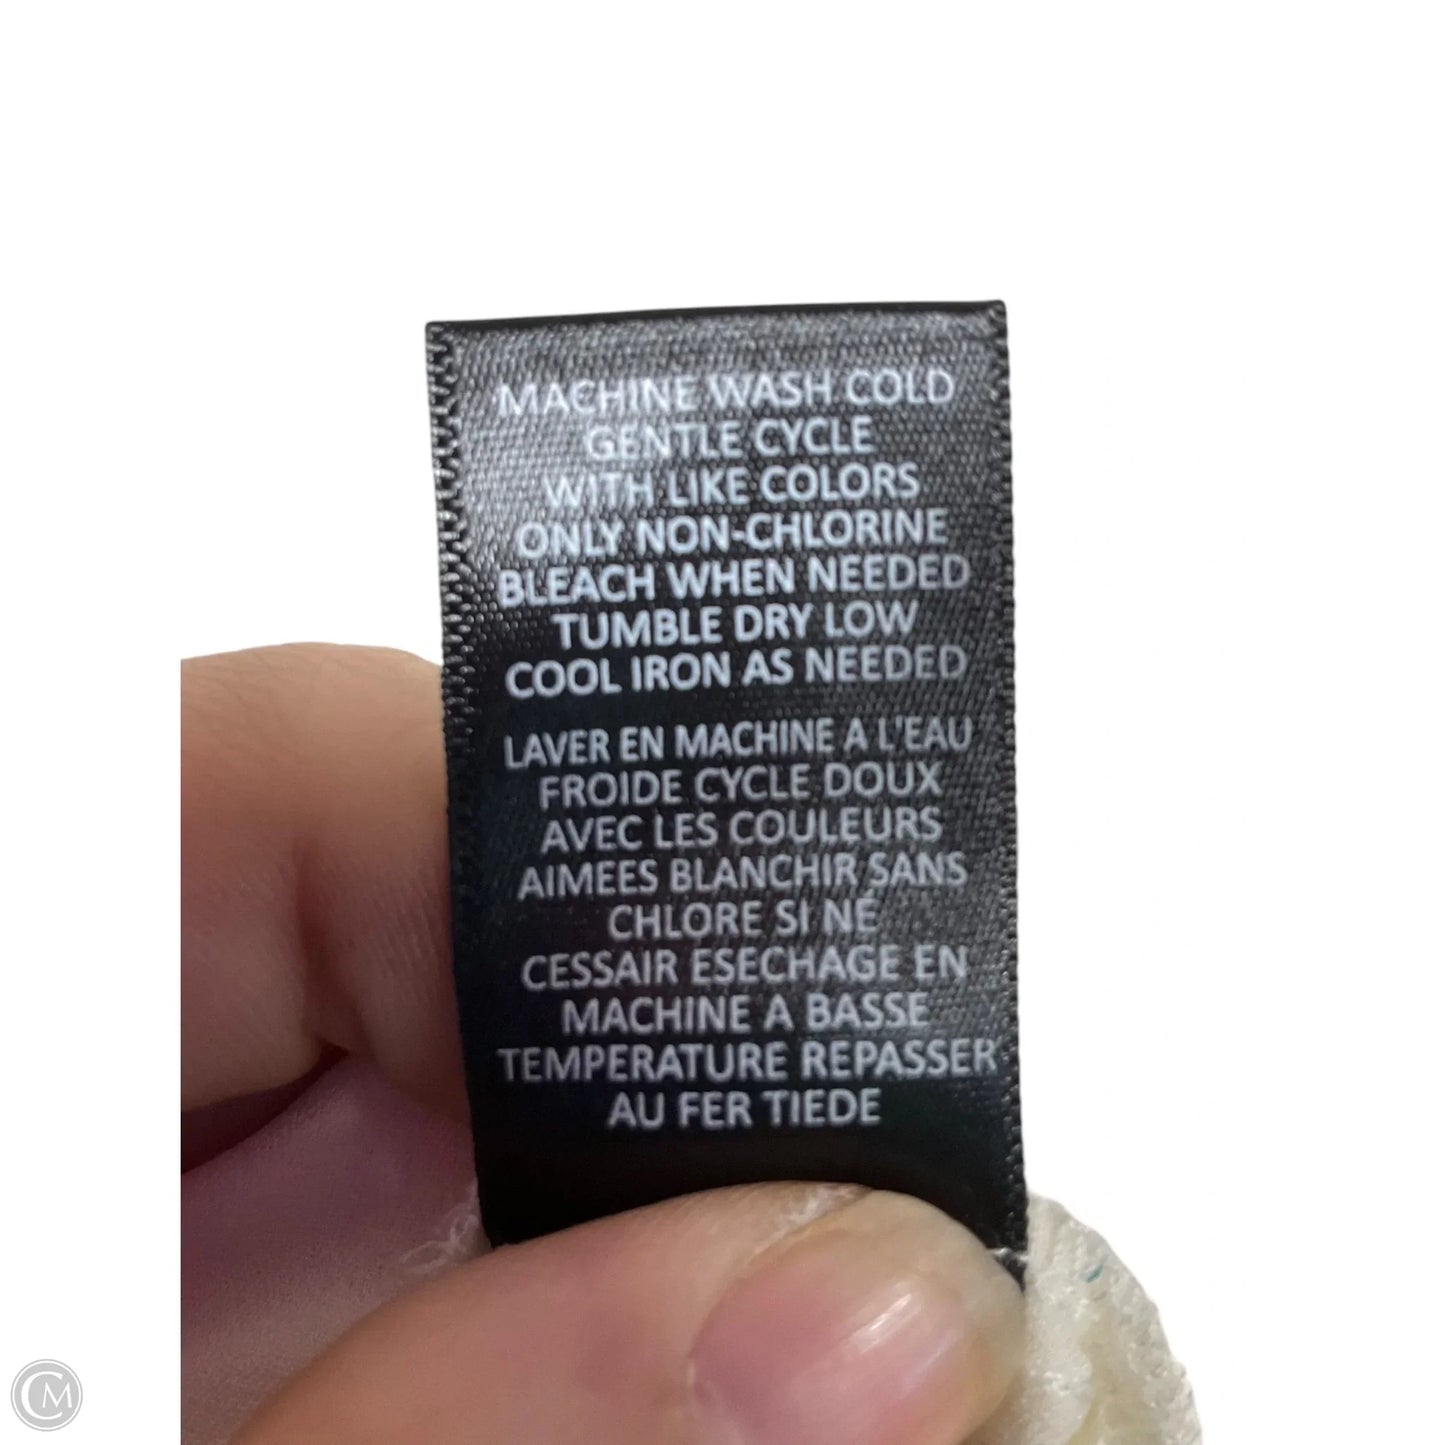 MACHINE WASH COLD
GENTLE CYCLE
WITH LIKE COLORS
ONLY NON-CHLORINE
BLEACH WHEN NEEDED
TUMBLE DRY LOW
COOL IRON AS NEEDED
LAVER EN MACHINE A L'EAU
FROIDE CYCLE DOUX
AVEC LES COULEURS
AIMEES BLANCHIR SANS
CHLORE SI NÉ
CESSAIR ESECHAGE EN
MACHINE A BASSE
TEMPERATURE REPASSER
AU FER TIEDE
CM